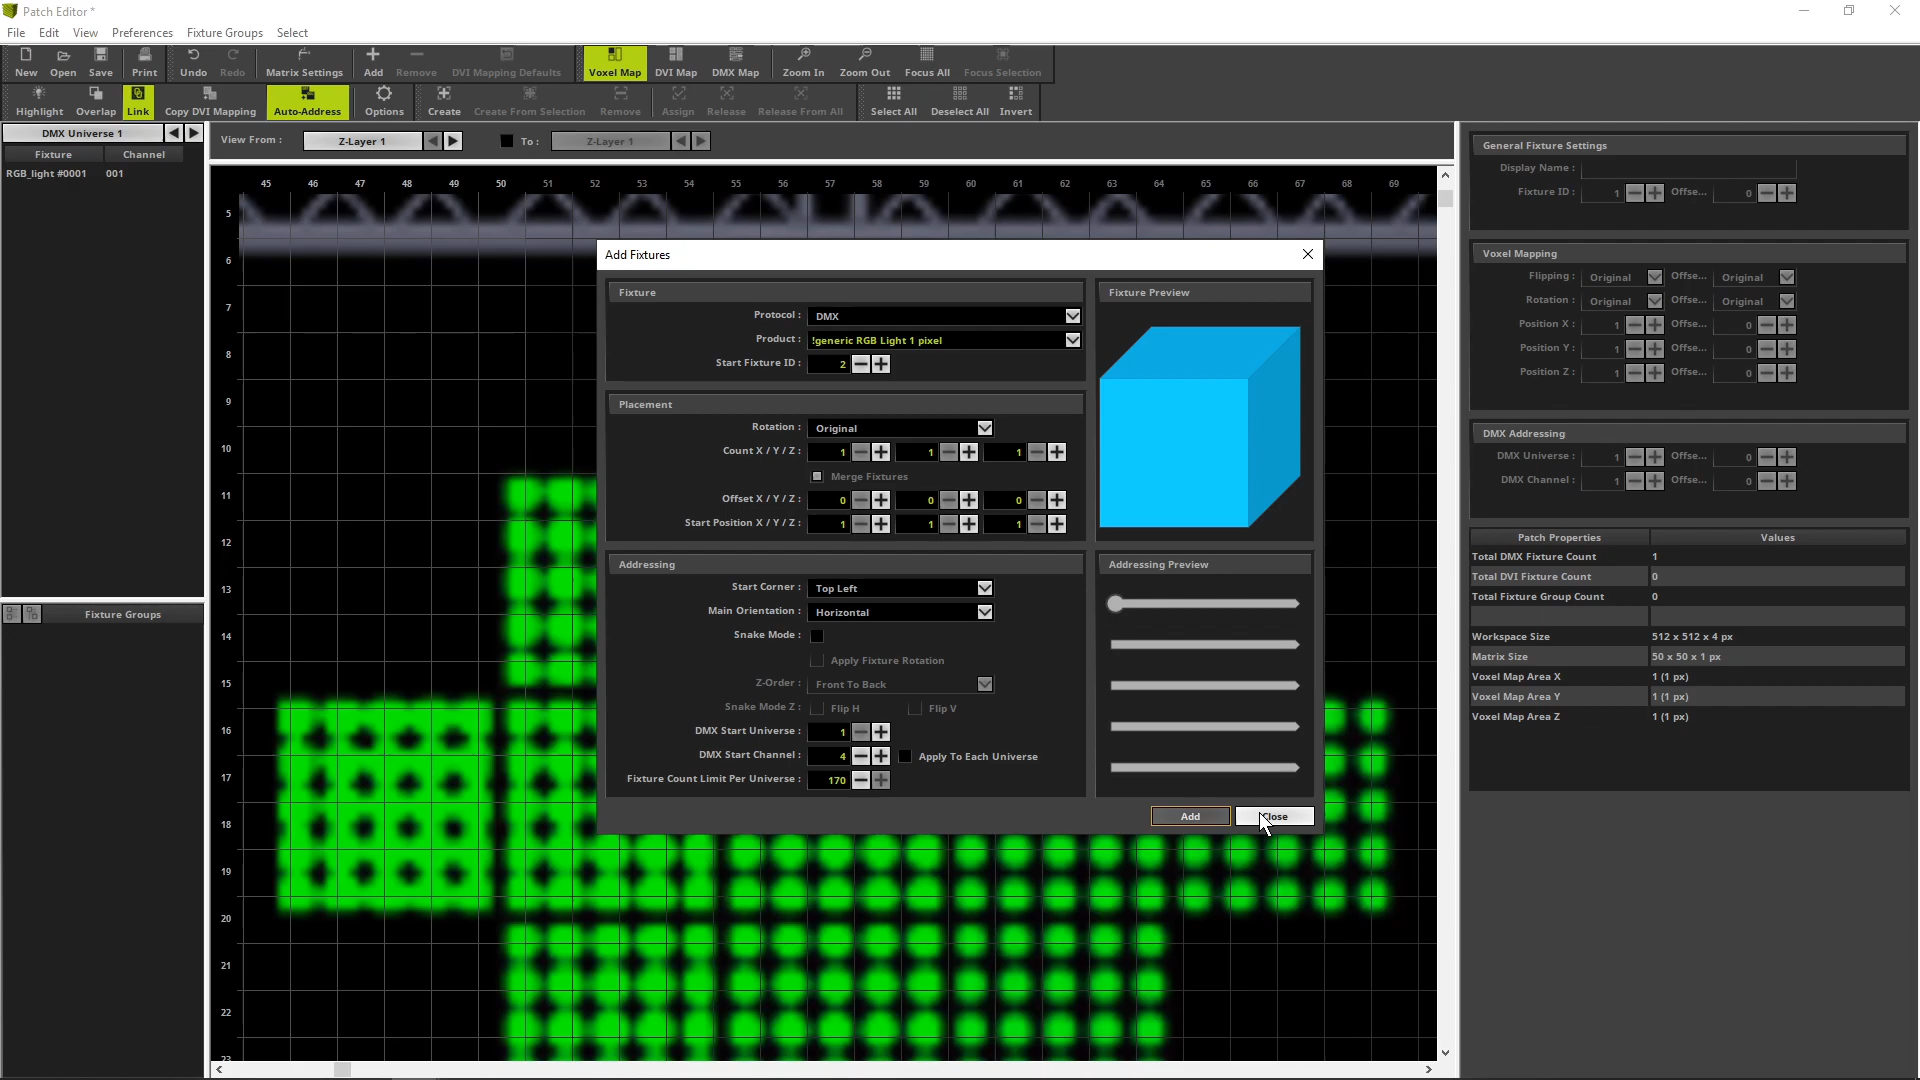 Patch Editor *
File Edit View Preferences Fixture Groups Select
New Open Save Print Undo Redo Matrix Settings Add Remove DVI Mapping Defaults Voxel Map DVI Map DMX Map Zoom In Zoom Out Focus All Focus Selection
Highlight Overlap Link Copy DVI Mapping Auto-Address Options Create Create From Selection Remove Assign Release Release From All Select All Deselect All Invert
DMX Universe 1
Fixture Channel
RGB_light #0001 001
Fixture Groups
View From : Z-Layer 1 To : Z-Layer 1
45 46 47 48 49 50 51 52 53 54 55 56 57 58 59 60 61 62 63 64 65 66 67 68 69
5
6
7
8
9
10
11
12
13
14
15
16
17
18
19
20
21
22
23
Add Fixtures
Fixture
Protocol : DMX
Product : !generic RGB Light 1 pixel
Start Fixture ID : 2
Placement
Rotation : Original
Count X / Y / Z : 1 1 1
Merge Fixtures
Offset X / Y / Z : 0 0 0
Start Position X / Y / Z : 1 1 1
Addressing
Start Corner : Top Left
Main Orientation : Horizontal
Snake Mode :
Apply Fixture Rotation
Z-Order : Front To Back
Snake Mode Z : Flip H Flip V
DMX Start Universe : 1
DMX Start Channel : 4 Apply To Each Universe
Fixture Count Limit Per Universe : 170
Fixture Preview
Addressing Preview
Add Close
General Fixture Settings
Display Name :
Fixture ID : 1 Offse... 0
Voxel Mapping
Flipping : Original Offse... Original
Rotation : Original Offse... Original
Position X : 1 Offse... 0
Position Y : 1 Offse... 0
Position Z : 1 Offse... 0
DMX Addressing
DMX Universe : 1 Offse... 0
DMX Channel : 1 Offse... 0
Patch Properties Values
Total DMX Fixture Count 1
Total DVI Fixture Count 0
Total Fixture Group Count 0
Workspace Size 512 x 512 x 4 px
Matrix Size 50 x 50 x 1 px
Voxel Map Area X 1 (1 px)
Voxel Map Area Y 1 (1 px)
Voxel Map Area Z 1 (1 px)